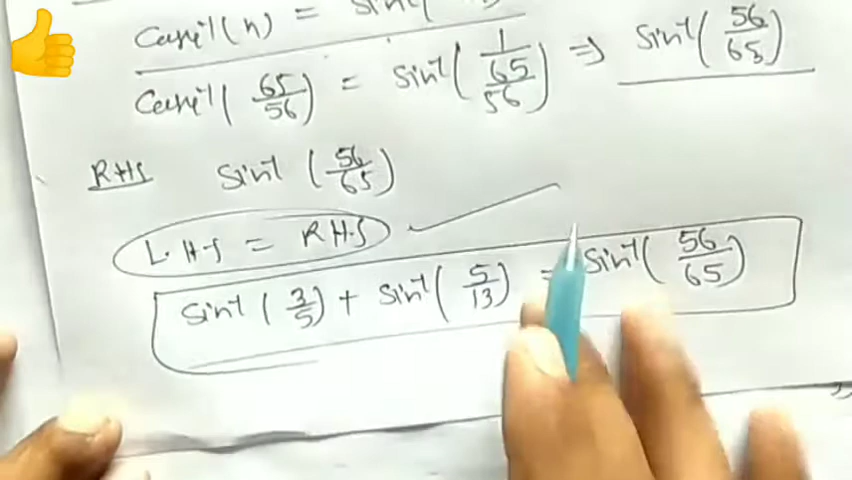 = sin⁻¹(
cosec⁻¹(n)
cosec⁻¹(65/56) = sin⁻¹(1/(65/56)) ⇒ sin⁻¹(56/65)
RHS sin⁻¹(56/65)
L.H.S = RHS
sin⁻¹(3/5) + sin⁻¹(5/13) = sin⁻¹(56/65)